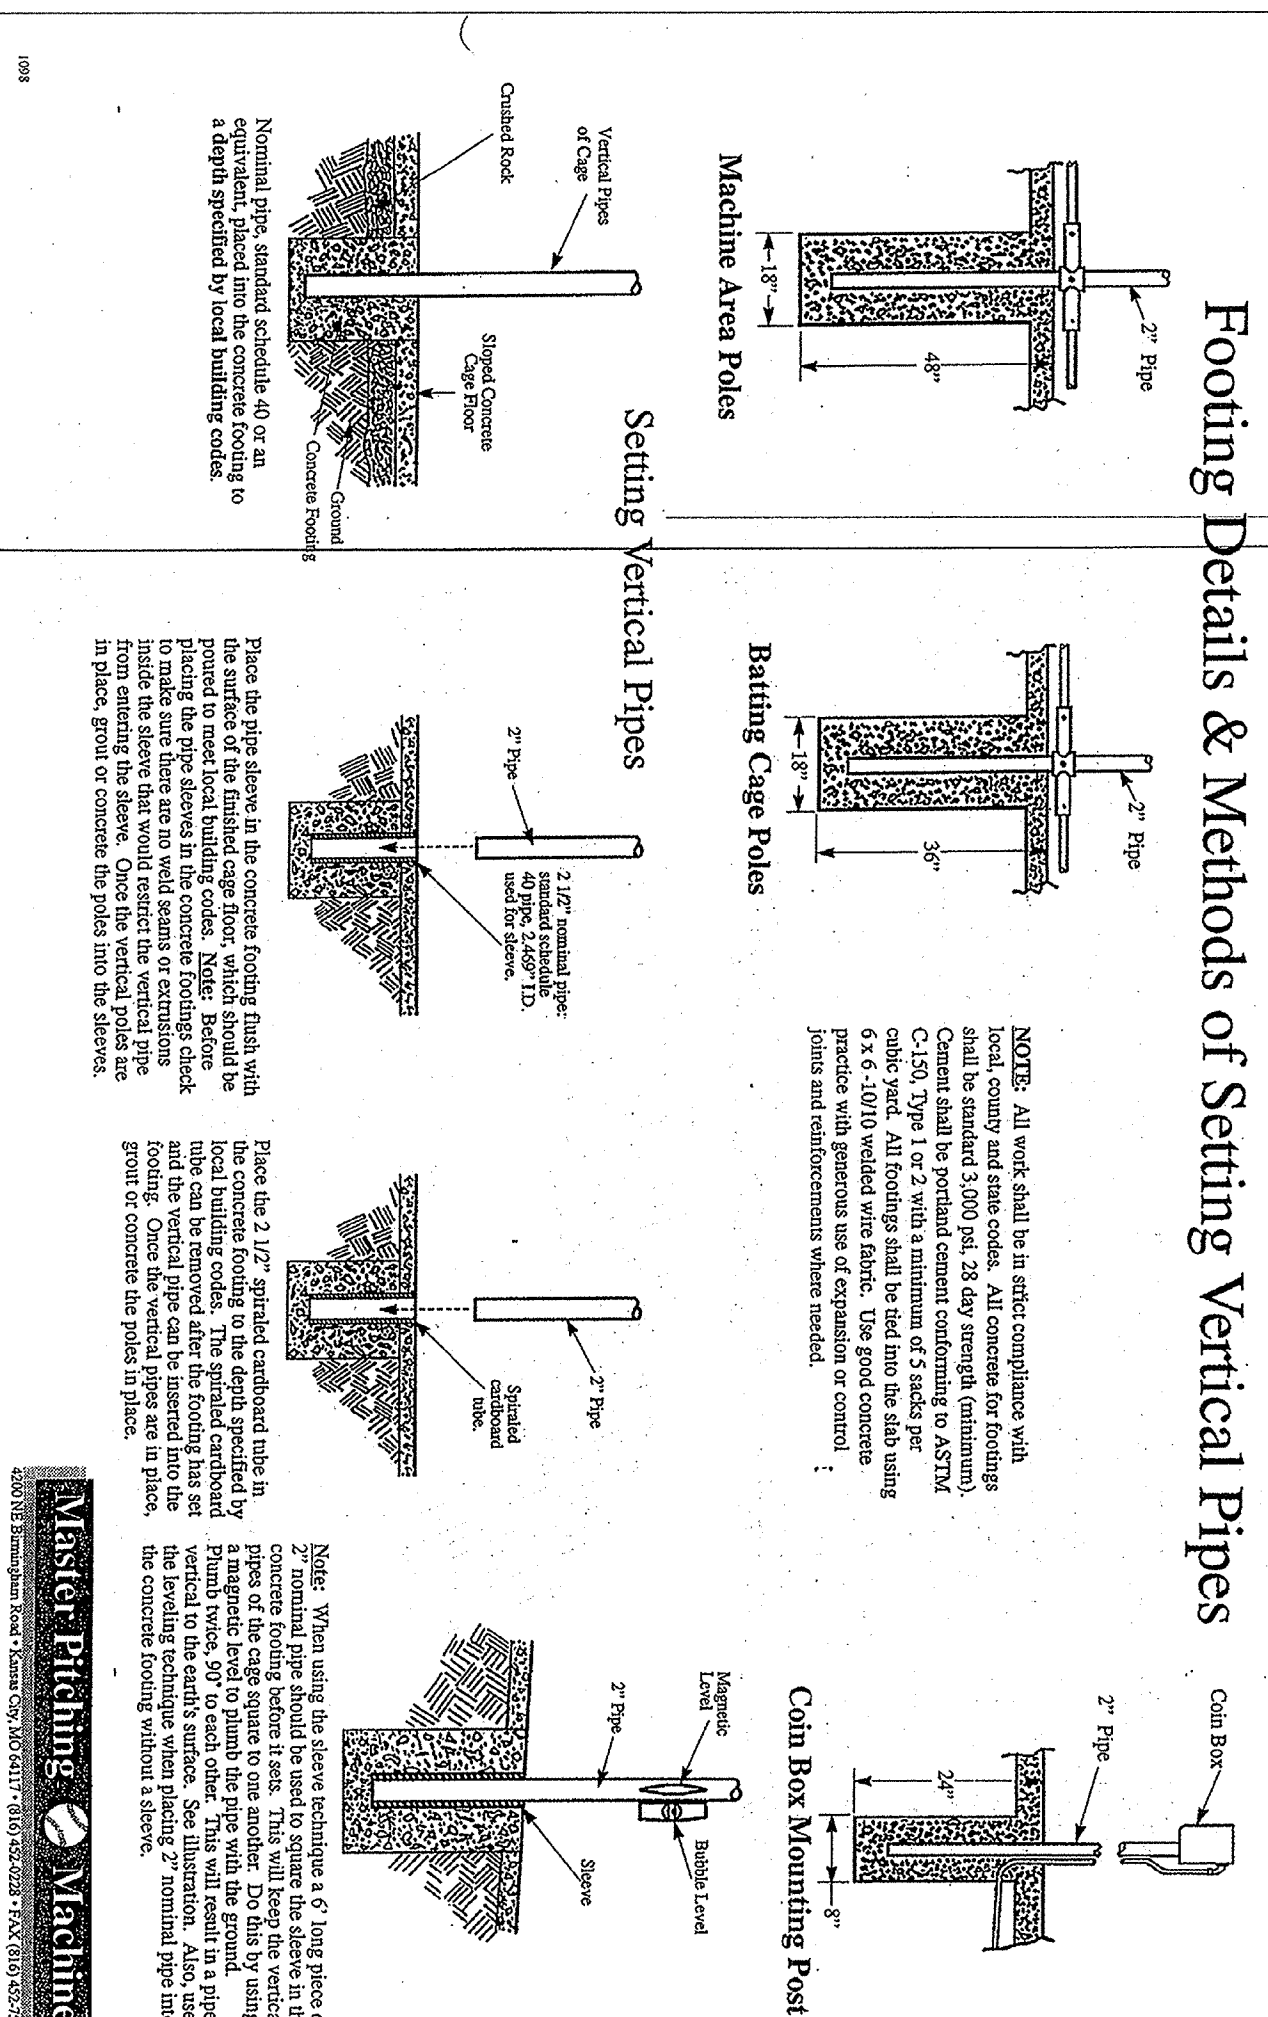 Footing Details & Methods of Setting Vertical Pipes
2" Pipe
48"
18"
Machine Area Poles
2" Pipe
36"
18"
Batting Cage Poles
NOTE: All work shall be in strict compliance with
local, county and state codes. All concrete for footings
shall be standard 3,000 psi, 28 day strength (minimum).
Cement shall be portland cement conforming to ASTM
C-150, Type 1 or 2 with a minimum of 5 sacks per
cubic yard. All footings shall be tied into the slab using
6 x 6 -10/10 welded wire fabric. Use good concrete
practice with generous use of expansion or control
joints and reinforcements where needed.
Coin Box
2" Pipe
24"
8"
Coin Box Mounting Post
Setting Vertical Pipes
Vertical Pipes
of Cage
Crushed Rock
Sloped Concrete
Cage Floor
Ground
Concrete Footing
Nominal pipe, standard schedule 40 or an
equivalent, placed into the concrete footing to
a depth specified by local building codes.
2" Pipe
2 1/2" nominal pipe:
standard schedule
40 pipe, 2.469" I.D.
used for sleeve.
Place the pipe sleeve in the concrete footing flush with
the surface of the finished cage floor, which should be
poured to meet local building codes. Note: Before
placing the pipe sleeves in the concrete footings check
to make sure there are no weld seams or extrusions
inside the sleeve that would restrict the vertical pipe
from entering the sleeve. Once the vertical poles are
in place, grout or concrete the poles into the sleeves.
2" Pipe
Spiraled
cardboard
tube.
Place the 2 1/2" spiraled cardboard tube in
the concrete footing to the depth specified by
local building codes. The spiraled cardboard
tube can be removed after the footing has set
and the vertical pipe can be inserted into the
footing. Once the vertical pipes are in place,
grout or concrete the poles in place.
Magnetic
Level
Bubble Level
2" Pipe
Sleeve
Note: When using the sleeve technique a 6' long piece
2" nominal pipe should be used to square the sleeve in
concrete footing before it sets. This will keep the
pipes of the cage square to one another. Do this by using
a magnetic level to plumb the pipe with the ground.
Plumb twice, 90° to each other. This will result in a pipe
vertical to the earth's surface. See illustration. Also, use
the leveling technique when placing 2" nominal pipe
the concrete footing without a sleeve.
Master Pitching Machine
4200 NE Birmingham Road • Kansas City, MO 64117 • (816) 452-0228 • FAX (816) 452-7
1098